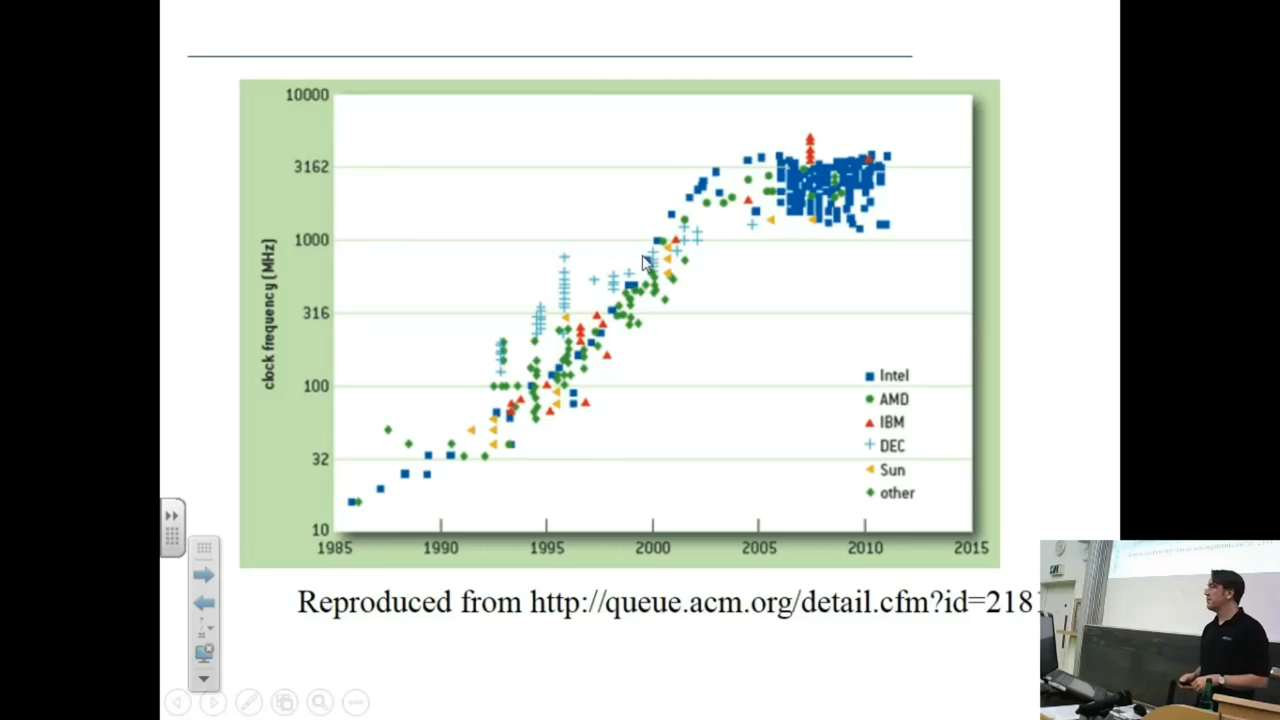 10000
3162
1000
316
100
32
10
clock frequency (MHz)
1985 1990 1995 2000 2005 2010 2015
Intel
AMD
IBM
DEC
Sun
other
Reproduced from http://queue.acm.org/detail.cfm?id=218